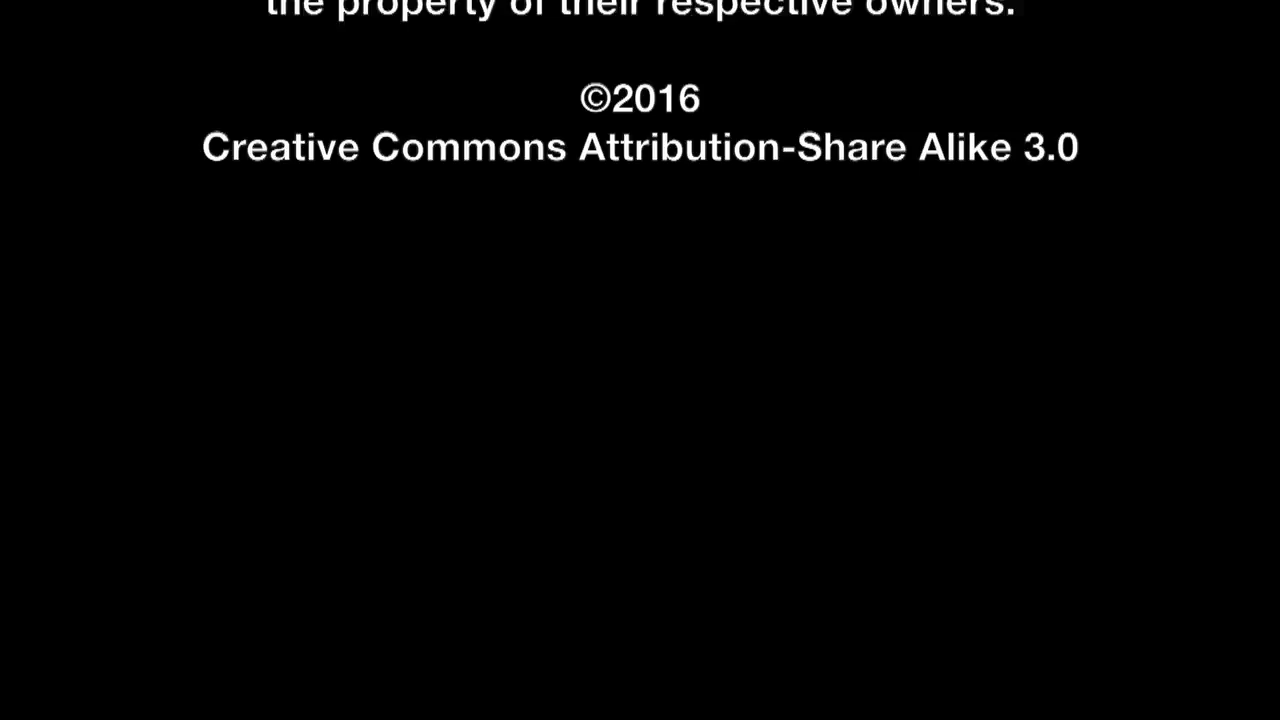 the property of their respective owners.
©2016
Creative Commons Attribution-Share Alike 3.0